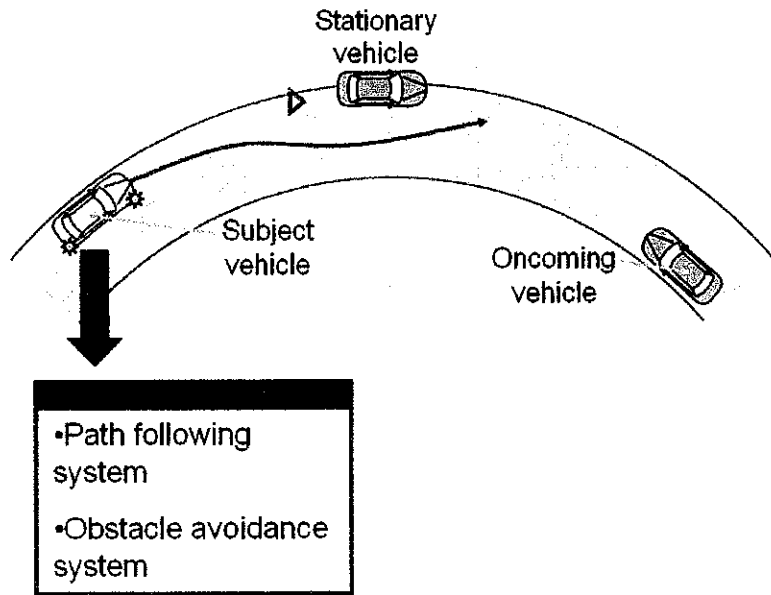 Stationary
vehicle
Subject
vehicle
Oncoming
vehicle
•Path following
system
•Obstacle avoidance
system